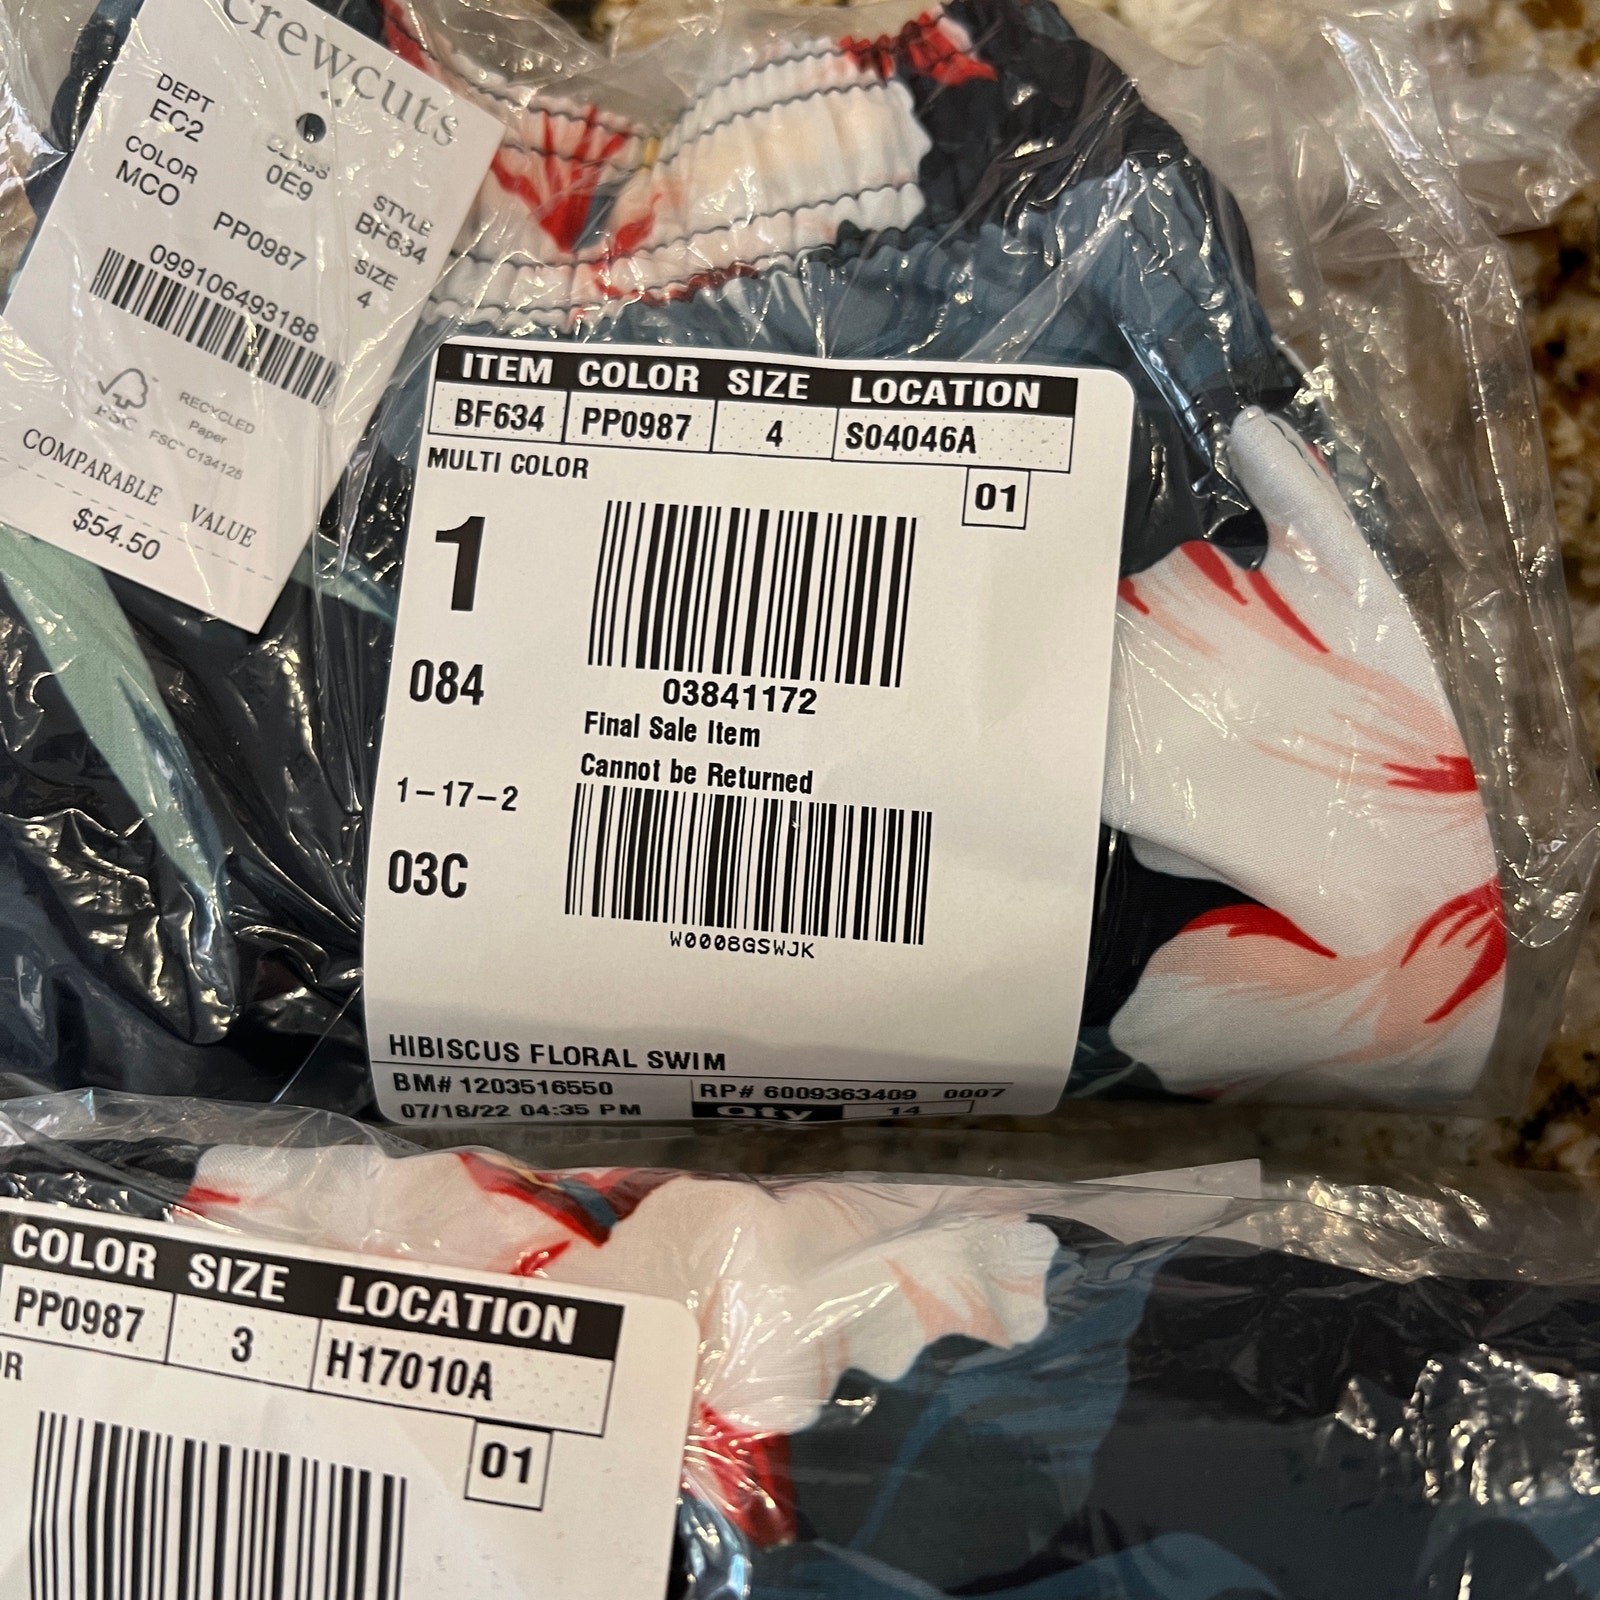 crewcuts
DEPT CLASS STYLE
EC2 0E9 BF634
COLOR SIZE
MCO PP0987 4
099106493188
FSC
RECYCLED
Paper
FSC™ C134125
COMPARABLE VALUE
$54.50
ITEM COLOR SIZE LOCATION
BF634 PP0987 4 S04046A
MULTI COLOR
01
1
084
03841172
Final Sale Item
Cannot be Returned
1-17-2
03C
W0008GSWJK
HIBISCUS FLORAL SWIM
BM# 1203516550 RP# 6009363409 0007
07/18/22 04:35 PM Qty 14
COLOR SIZE LOCATION
PP0987 3 H17010A
OR
01